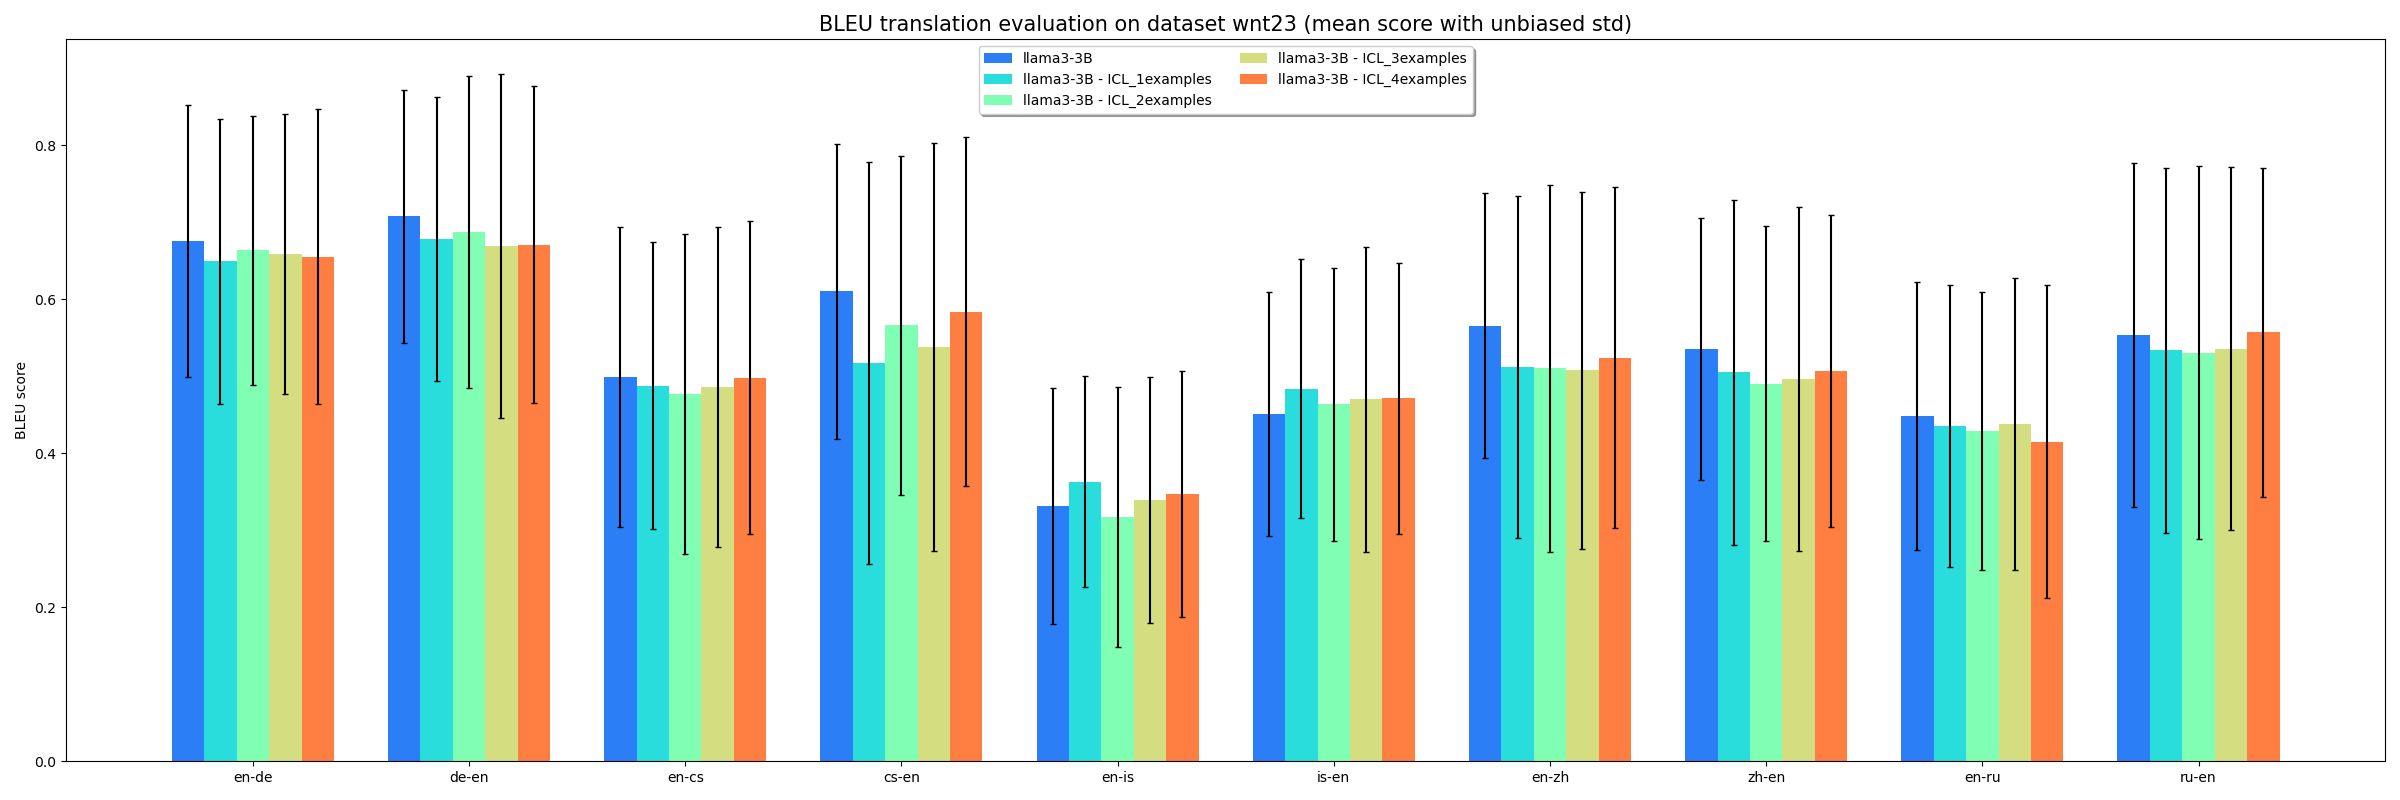 BLEU translation evaluation on dataset wnt23 (mean score with unbiased std)
llama3-3B
llama3-3B - ICL_1examples
llama3-3B - ICL_2examples
llama3-3B - ICL_3examples
llama3-3B - ICL_4examples
BLEU score
0.8
0.6
0.4
0.2
0.0
en-de de-en en-cs cs-en en-is is-en en-zh zh-en en-ru ru-en